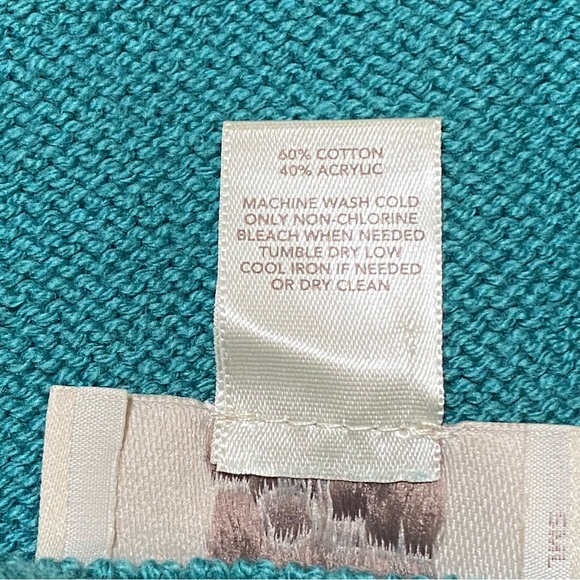 60% COTTON
40% ACRYLIC
MACHINE WASH COLD
ONLY NON-CHLORINE
BLEACH WHEN NEEDED
TUMBLE DRY LOW
COOL IRON IF NEEDED
OR DRY CLEAN